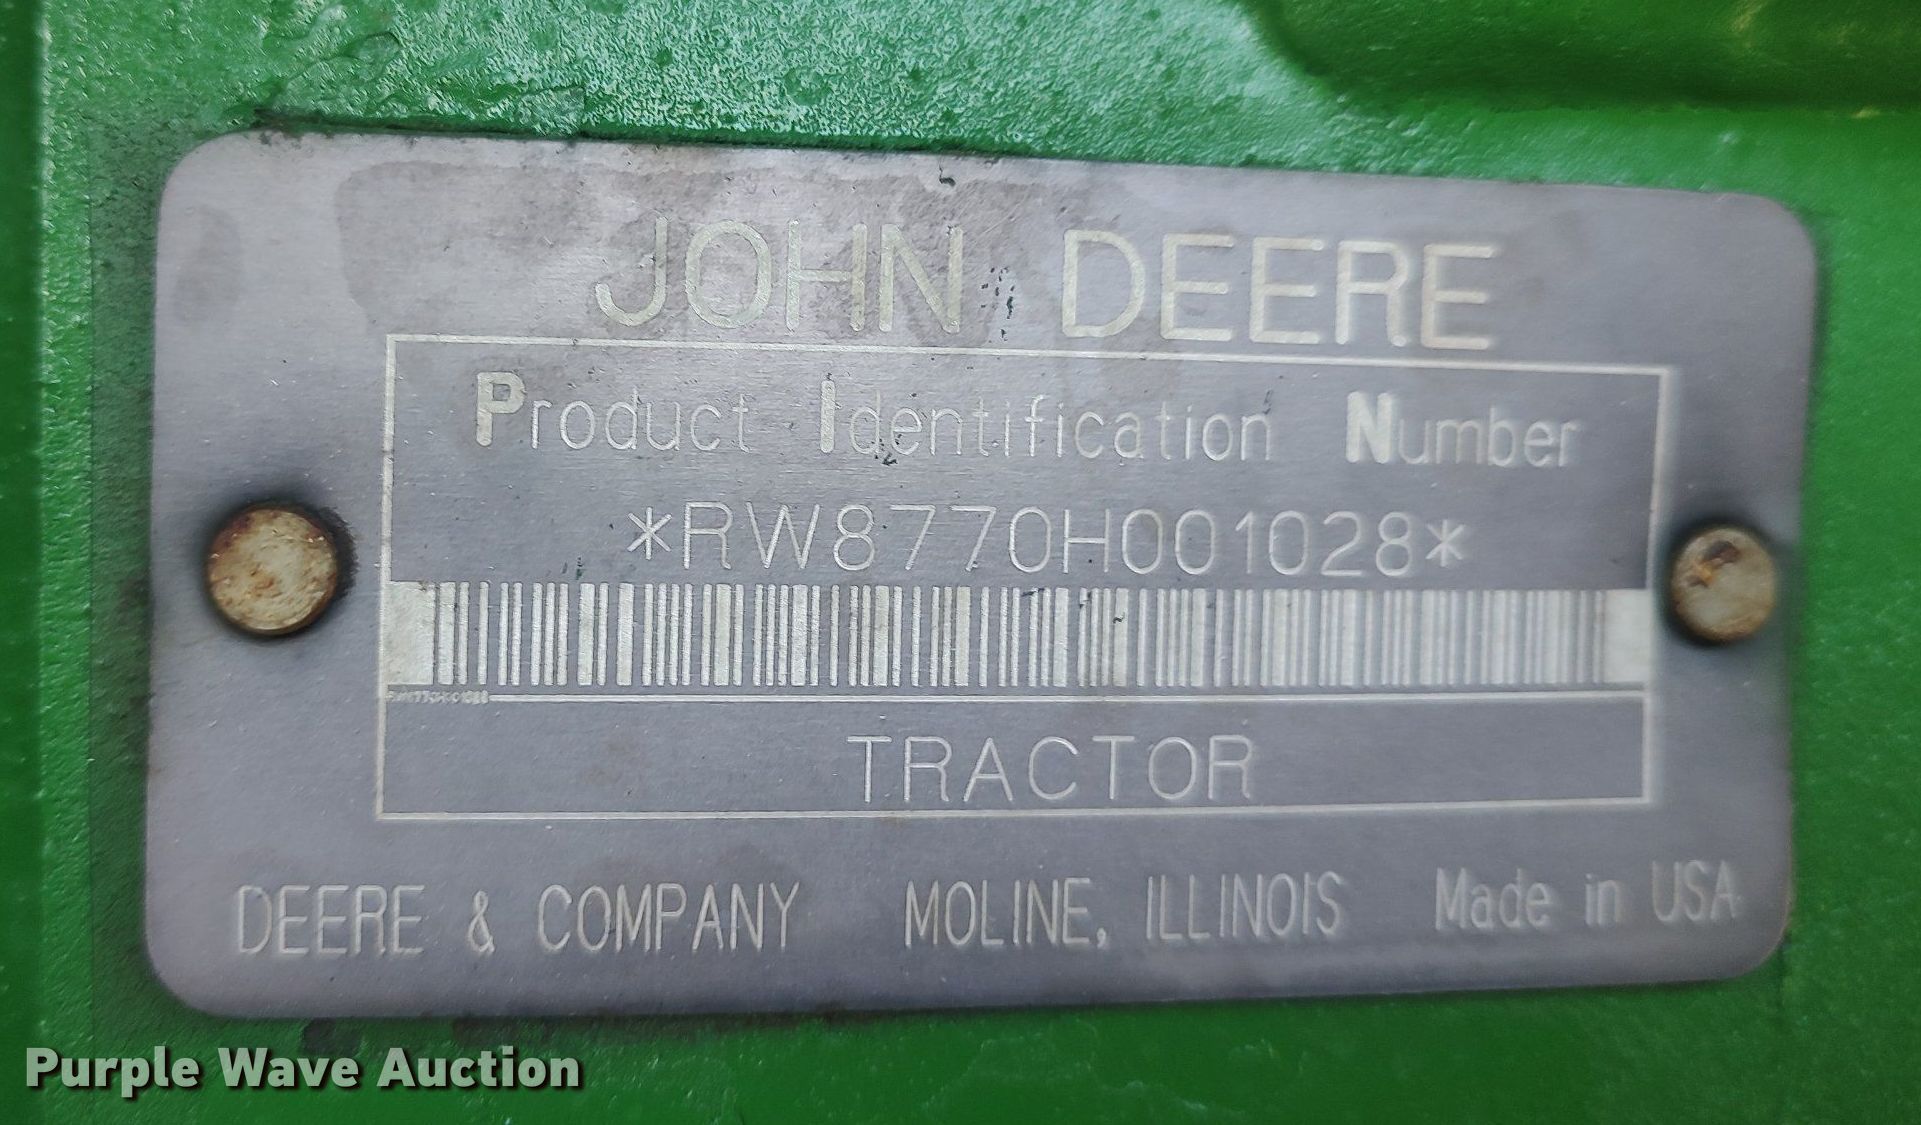 JOHN DEERE
Product Identification Number
*RW8770H001028*
TRACTOR
DEERE & COMPANY MOLINE, ILLINOIS Made in USA
Purple Wave Auction